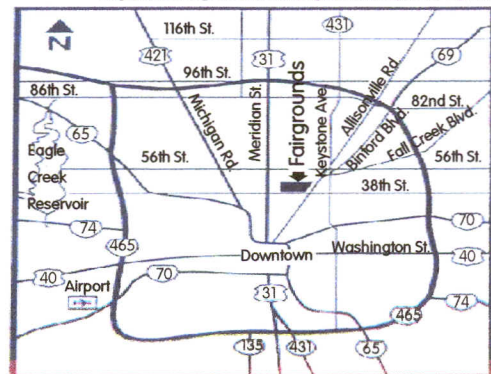 116th St.
431
N
421
31
69
96th St.
86th St.
Allisonville Rd.
82nd St.
65
Michigan Rd.
Meridian St.
Fairgrounds
Keystone Ave.
Binford Blvd.
Fall Creek Blvd.
Eagle
Creek
Reservoir
56th St.
56th St.
38th St.
74
70
465
Downtown
Washington St.
40
40
70
Airport
31
74
465
135
431
65